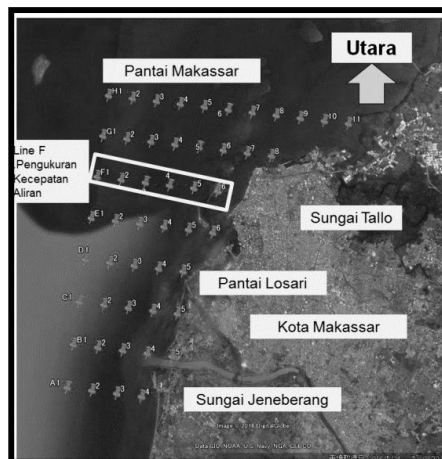 Utara
Pantai Makassar
H1 2 3 4 5 6 7 8 9 10 11
G1 2 3 4 5 6 7 8
Line F
,Pengukuran
Kecepatan
Aliran
F1 2 4 5 6
E1 2 3 4 5 6
Sungai Tallo
D1 2 3 4 5
Pantai Losari
C1 2 3 4 5
Kota Makassar
B1 2 3 4 5
A1 2 3 4
Sungai Jeneberang
Image © 2016 DigitalGlobe
Data SIO, NOAA, U.S. Navy, NGA, GEBCO